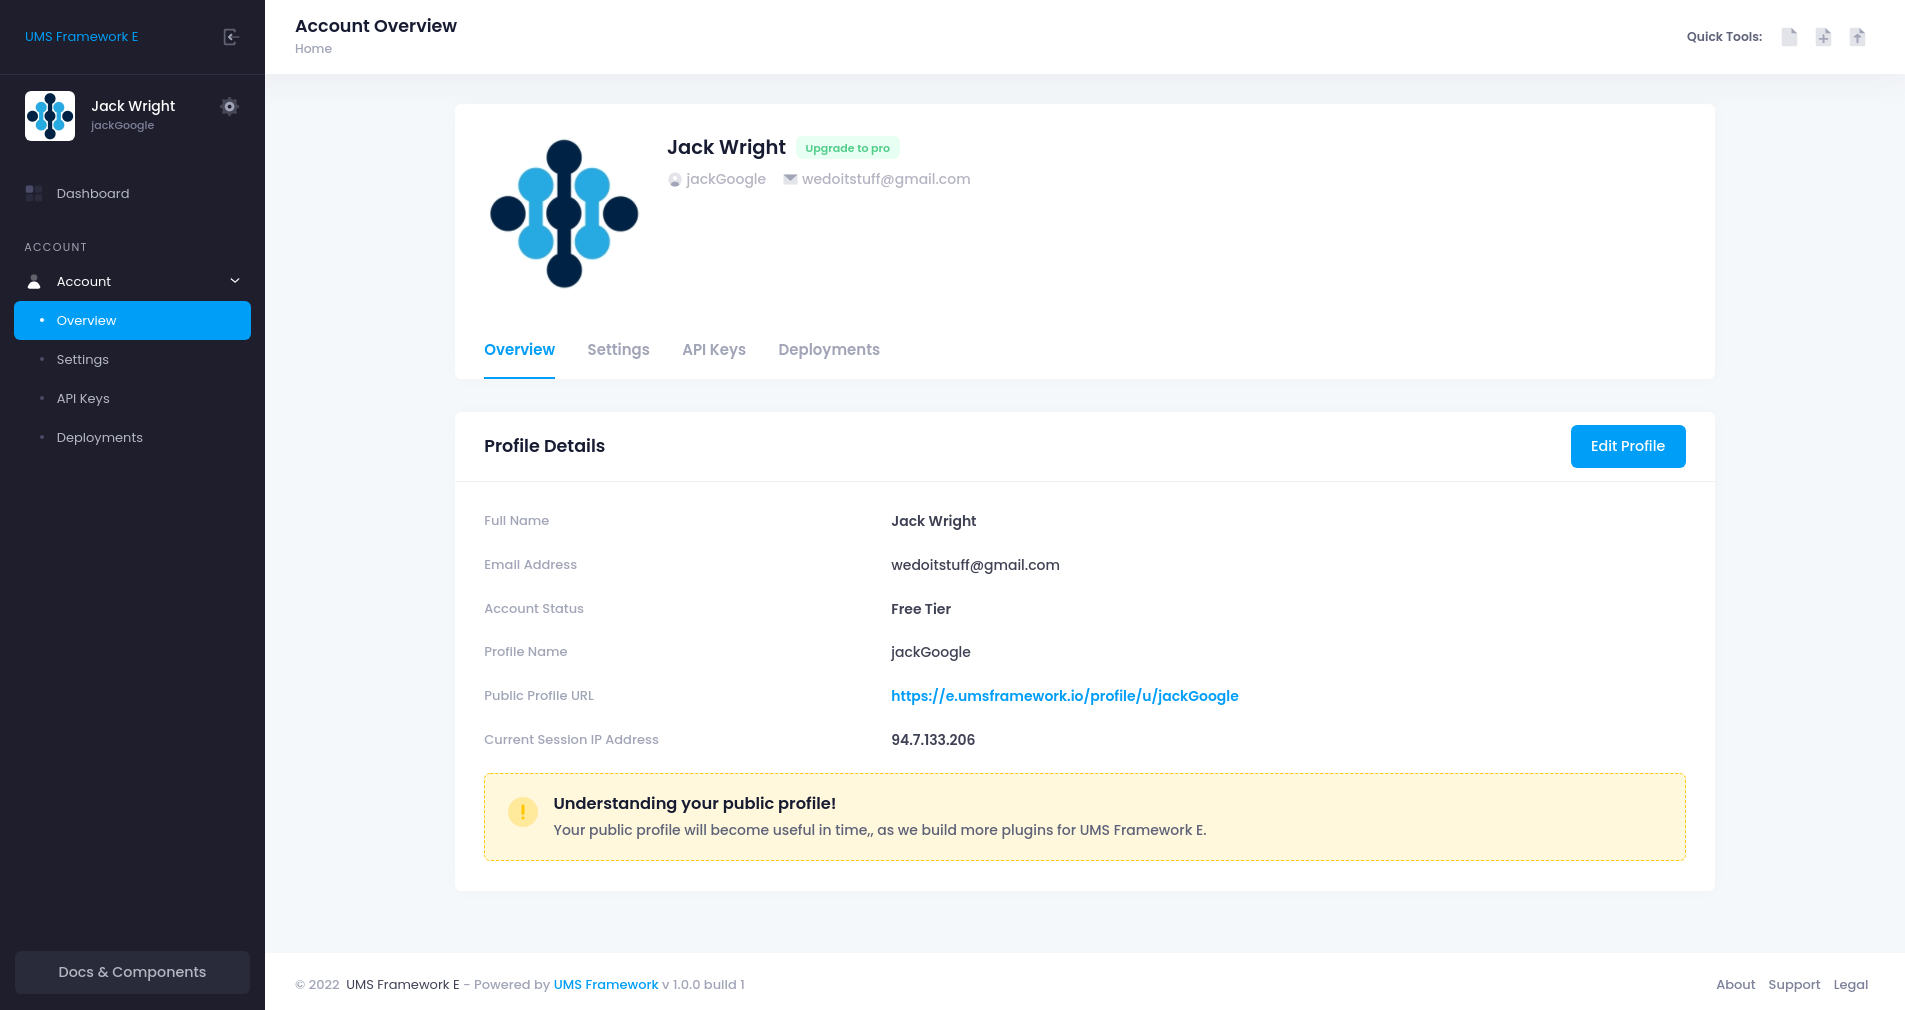 UMS Framework E
Jack Wright
jackGoogle
Dashboard
ACCOUNT
Account
Overview
Settings
API Keys
Deployments
Docs & Components
Account Overview
Home
Quick Tools:
Jack Wright Upgrade to pro
jackGoogle wedoitstuff@gmail.com
Overview Settings API Keys Deployments
Profile Details
Edit Profile
Full Name Jack Wright
Email Address wedoitstuff@gmail.com
Account Status Free Tier
Profile Name jackGoogle
Public Profile URL https://e.umsframework.io/profile/u/jackGoogle
Current Session IP Address 94.7.133.206
Understanding your public profile!
Your public profile will become useful in time,, as we build more plugins for UMS Framework E.
© 2022 UMS Framework E - Powered by UMS Framework v 1.0.0 build 1
About Support Legal